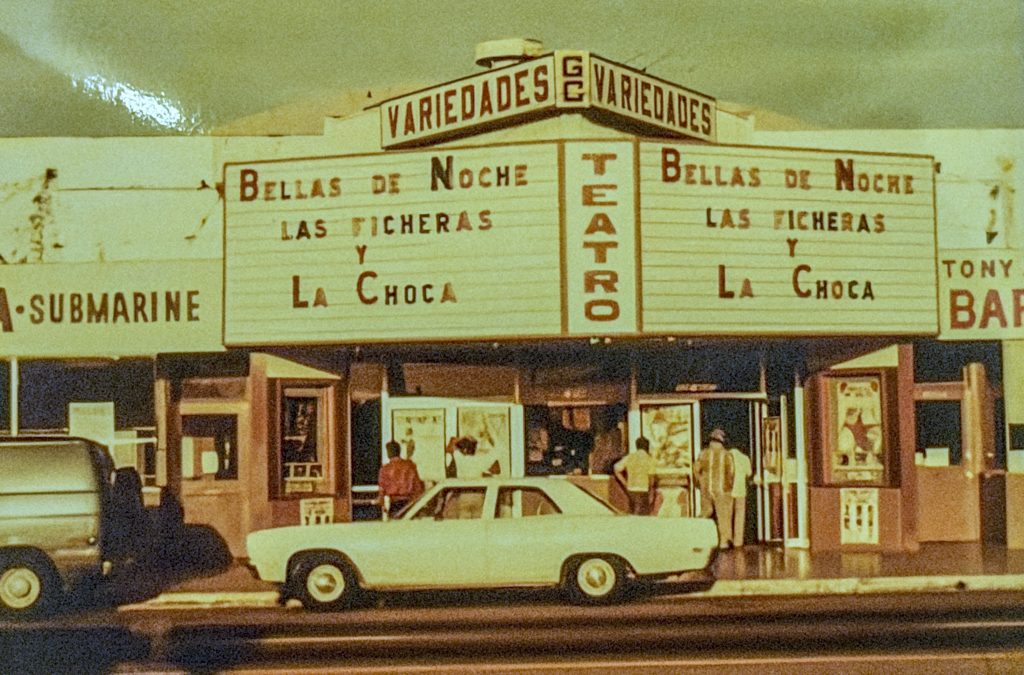 VARIEDADES
GG
VARIEDADES
BELLAS DE NOCHE
LAS FICHERAS
Y
LA CHOCA
TEATRO
BELLAS DE NOCHE
LAS FICHERAS
Y
LA CHOCA
A·SUBMARINE
TONY
BAR